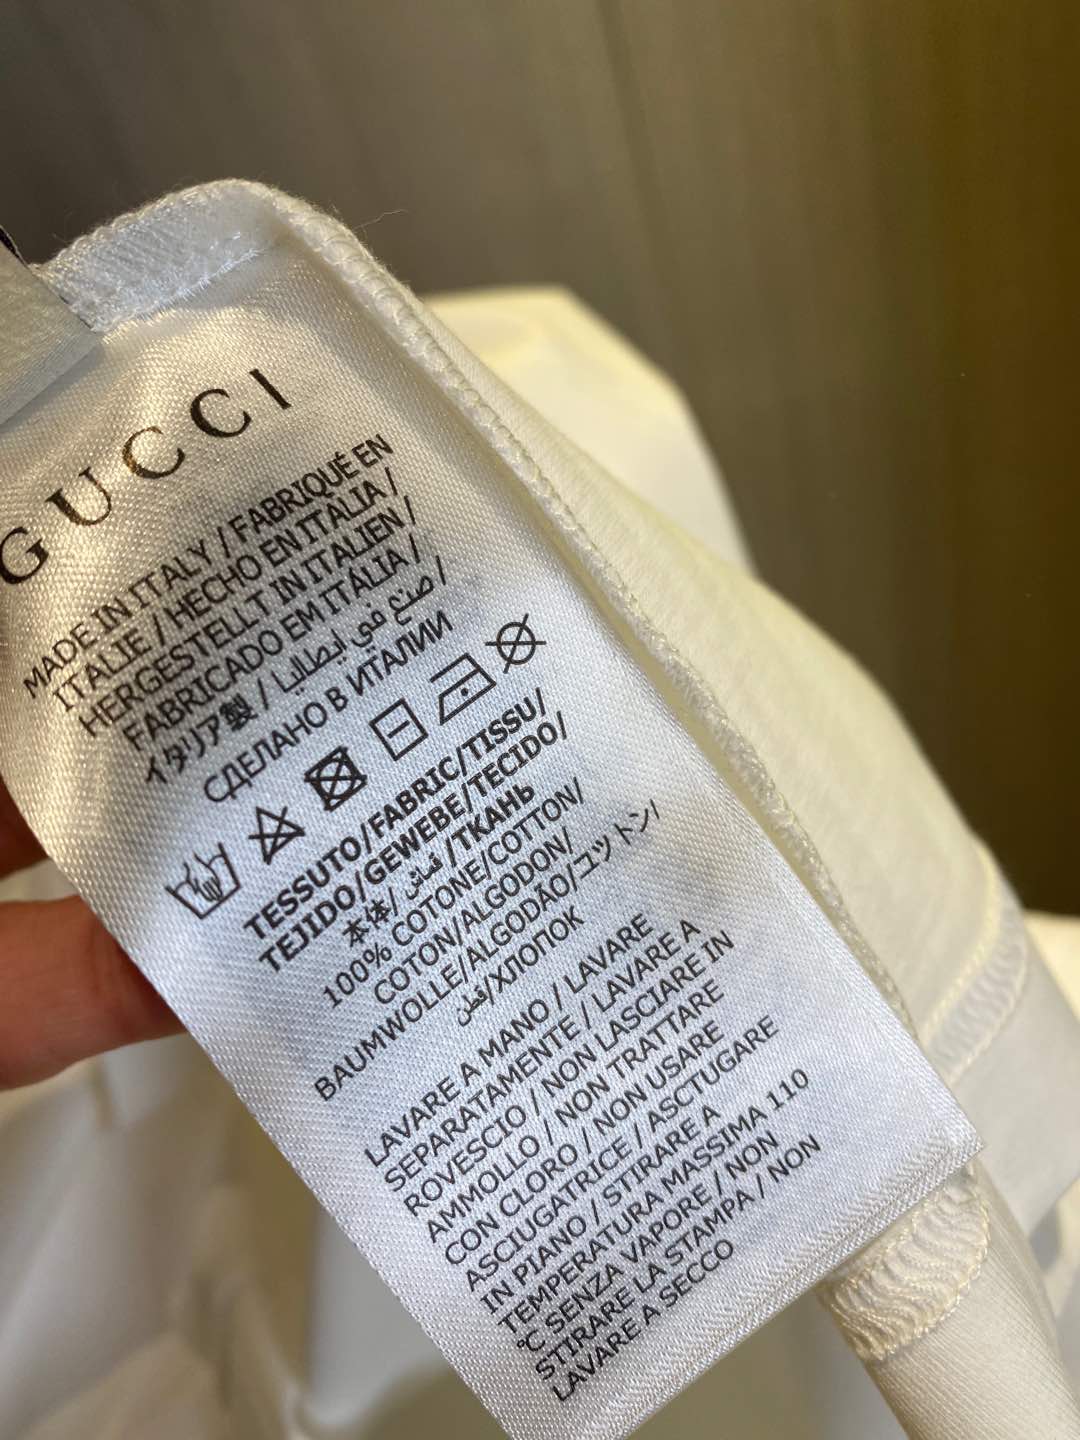 GUCCI
MADE IN ITALY / FABRIQUÉ EN
ITALIE / HECHO EN ITALIA /
HERGESTELLT IN ITALIEN /
FABRICADO EM ITÁLIA /
イタリア製 / صنع في إيطاليا /
СДЕЛАНО В ИТАЛИИ
TESSUTO/FABRIC/TISSU/
TEJIDO/GEWEBE/TECIDO/
本体/قماش/ТКАНЬ
100% COTONE/COTTON/
COTON/ALGODON/
BAUMWOLLE/ALGODÃO/コットン/
قطن/ХЛОПОК
LAVARE A MANO / LAVARE
SEPARATAMENTE / LAVARE A
ROVESCIO / NON LASCIARE IN
AMMOLLO / NON TRATTARE
CON CLORO / NON USARE
ASCIUGATRICE / ASCTUGARE
IN PIANO / STIRARE A
TEMPERATURA MASSIMA 110
°C SENZA VAPORE / NON
STIRARE LA STAMPA / NON
LAVARE A SECCO